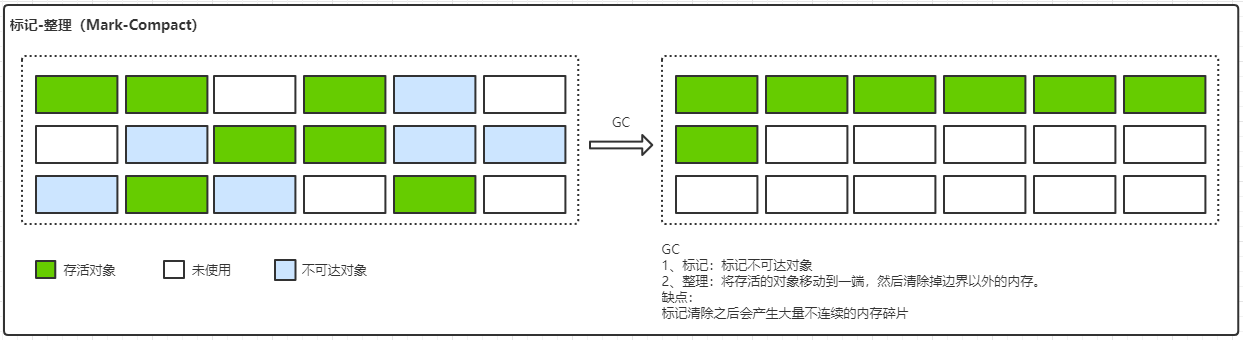 标记-整理（Mark-Compact）
GC
存活对象
未使用
不可达对象
GC
1、标记：标记不可达对象
2、整理：将存活的对象移动到一端，然后清除掉边界以外的内存。
缺点：
标记清除之后会产生大量不连续的内存碎片